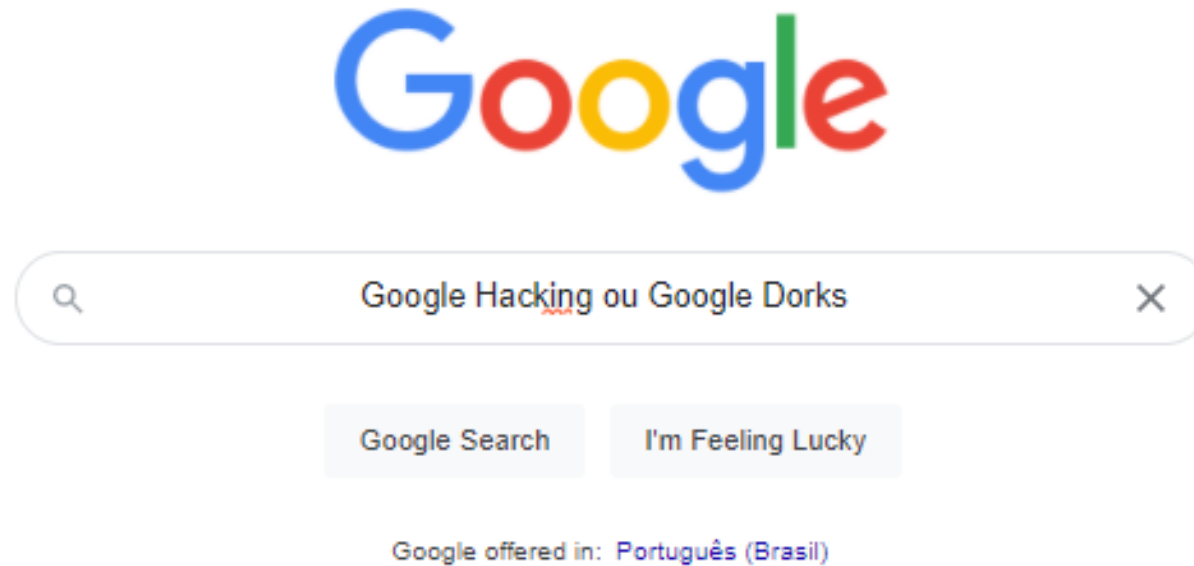 Google
Google Hacking ou Google Dorks
Google Search
I'm Feeling Lucky
Google offered in: Português (Brasil)